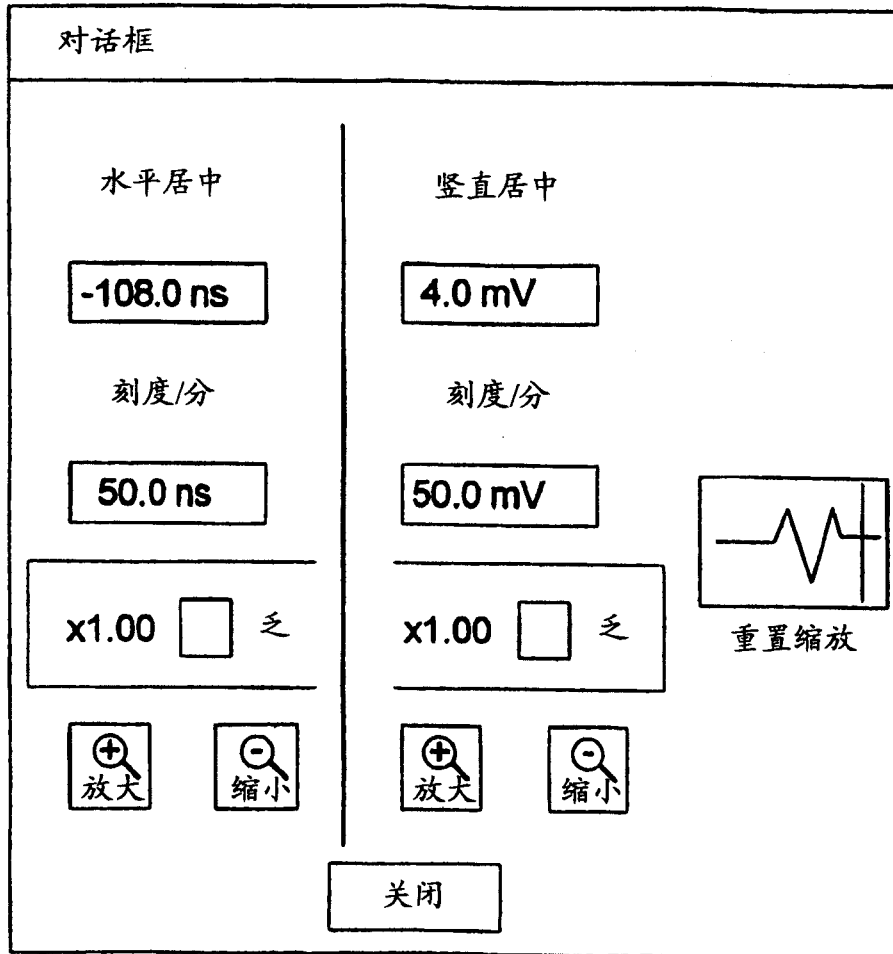 对话框
水平居中
-108.0 ns
刻度/分
50.0 ns
x1.00 乏
放大 缩小
竖直居中
4.0 mV
刻度/分
50.0 mV
x1.00 乏
放大 缩小
重置缩放
关闭